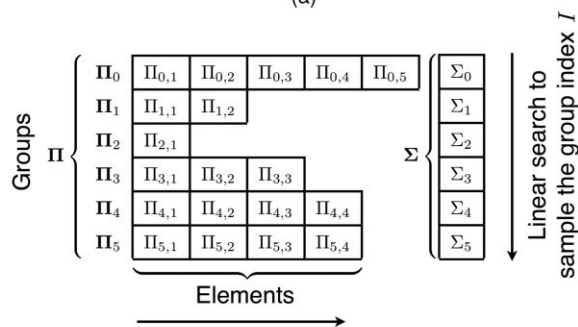 (a)
Groups
Π
Π₀ Π₀,₁ Π₀,₂ Π₀,₃ Π₀,₄ Π₀,₅
Π₁ Π₁,₁ Π₁,₂
Π₂ Π₂,₁
Π₃ Π₃,₁ Π₃,₂ Π₃,₃
Π₄ Π₄,₁ Π₄,₂ Π₄,₃ Π₄,₄
Π₅ Π₅,₁ Π₅,₂ Π₅,₃ Π₅,₄
Elements
Σ
Σ₀
Σ₁
Σ₂
Σ₃
Σ₄
Σ₅
Linear search to
sample the group index I